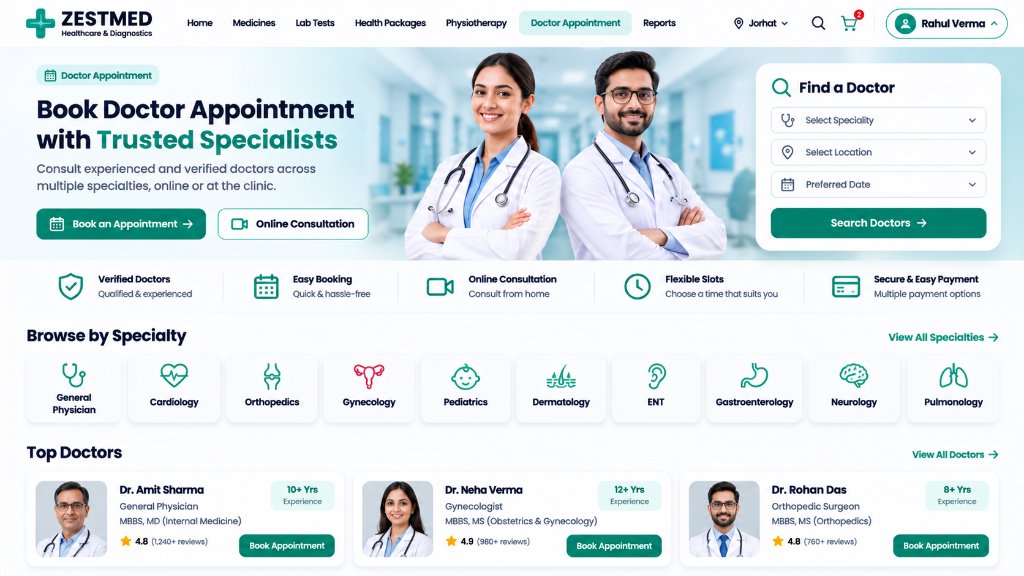 ZESTMED
Healthcare & Diagnostics
Home
Medicines
Lab Tests
Health Packages
Physiotherapy
Doctor Appointment
Reports
Jorhat
2
Rahul Verma
Doctor Appointment
Book Doctor Appointment
with Trusted Specialists
Consult experienced and verified doctors across
multiple specialties, online or at the clinic.
Book an Appointment →
Online Consultation
Find a Doctor
Select Speciality
Select Location
Preferred Date
Search Doctors →
Verified Doctors
Qualified & experienced
Easy Booking
Quick & hassle-free
Online Consultation
Consult from home
Flexible Slots
Choose a time that suits you
Secure & Easy Payment
Multiple payment options
Browse by Specialty
View All Specialties →
General
Physician
Cardiology
Orthopedics
Gynecology
Pediatrics
Dermatology
ENT
Gastroenterology
Neurology
Pulmonology
Top Doctors
View All Doctors →
Dr. Amit Sharma
General Physician
MBBS, MD (Internal Medicine)
4.8 (1,240+ reviews)
10+ Yrs
Experience
Book Appointment
Dr. Neha Verma
Gynecologist
MBBS, MS (Obstetrics & Gynecology)
4.9 (980+ reviews)
12+ Yrs
Experience
Book Appointment
Dr. Rohan Das
Orthopedic Surgeon
MBBS, MS (Orthopedics)
4.8 (760+ reviews)
8+ Yrs
Experience
Book Appointment